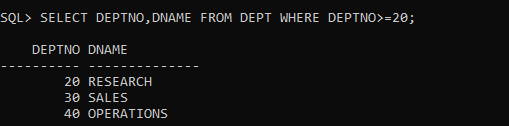 SQL> SELECT DEPTNO,DNAME FROM DEPT WHERE DEPTNO>=20;
    DEPTNO DNAME
---------- --------------
        20 RESEARCH
        30 SALES
        40 OPERATIONS